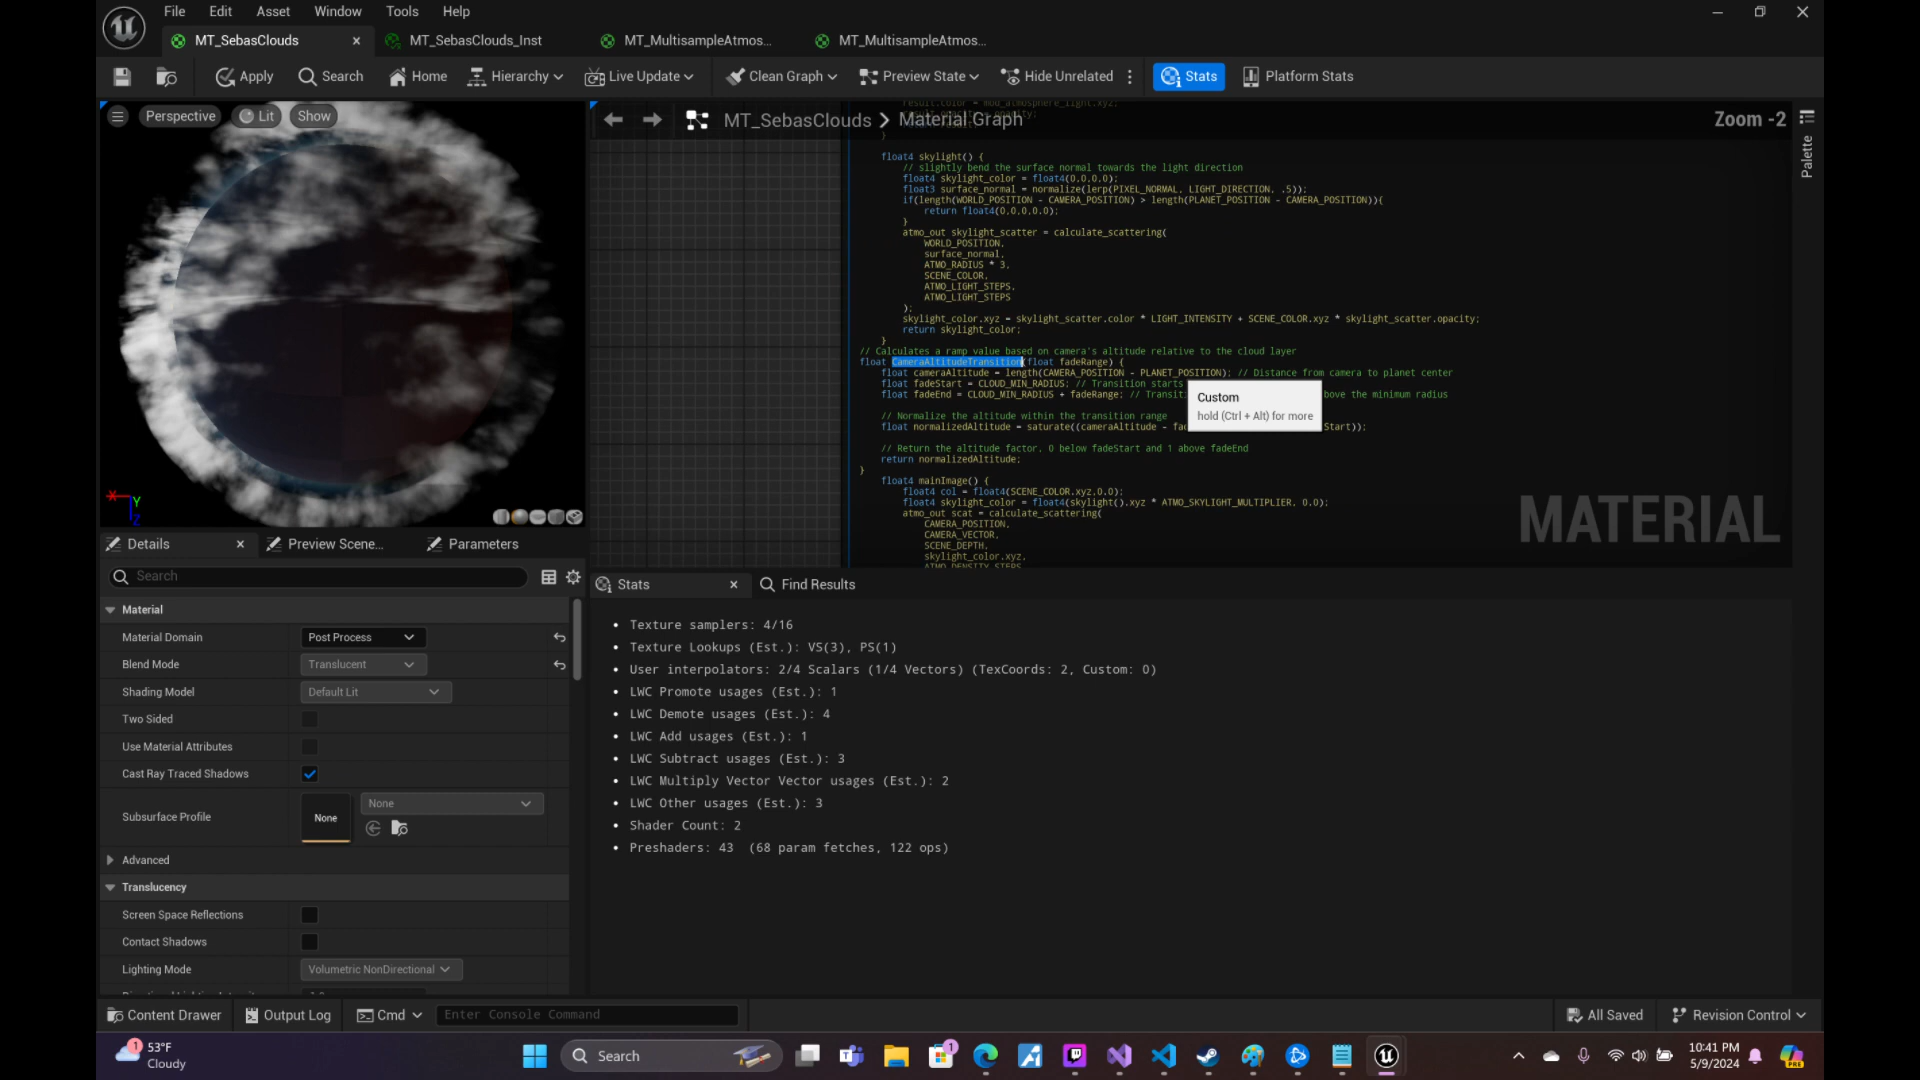 File Edit Asset Window Tools Help
MT_SebasClouds MT_SebasClouds_Inst MT_MultisampleAtmos... MT_MultisampleAtmos...
Apply Search Home Hierarchy Live Update Clean Graph Preview State Hide Unrelated Stats Platform Stats
Perspective Lit Show
MT_SebasClouds > Material Graph
Zoom -2
Palette
float4 skylight() {
// slightly bend the surface normal towards the light direction
float4 skylight_color = float4(0,0,0,0);
float3 surface_normal = normalize(lerp(PIXEL_NORMAL, LIGHT_DIRECTION, .5));
if(length(WORLD_POSITION - CAMERA_POSITION) > length(PLANET_POSITION - CAMERA_POSITION)){
return float4(0,0,0,0.0);
}
atmo_out skylight_scatter = calculate_scattering(
WORLD_POSITION,
surface_normal,
ATMO_RADIUS * 3,
SCENE_COLOR,
ATMO_LIGHT_STEPS,
ATMO_LIGHT_STEPS
);
skylight_color.xyz = skylight_scatter.color * LIGHT_INTENSITY + SCENE_COLOR.xyz * skylight_scatter.opacity;
return skylight_color;
}
// Calculates a ramp value based on camera's altitude relative to the cloud layer
float CameraAltitudeTransition(float fadeRange) {
float cameraAltitude = length(CAMERA_POSITION - PLANET_POSITION); // Distance from camera to planet center
float fadeStart = CLOUD_MIN_RADIUS; // Transition starts
float fadeEnd = CLOUD_MIN_RADIUS + fadeRange; // Transiti bove the minimum radius
// Normalize the altitude within the transition range
float normalizedAltitude = saturate((cameraAltitude - fad Start));
Custom
hold (Ctrl + Alt) for more
// Return the altitude factor, 0 below fadeStart and 1 above fadeEnd
return normalizedAltitude;
}
float4 mainImage() {
float4 col = float4(SCENE_COLOR.xyz,0.0);
float4 skylight_color = float4(skylight().xyz * ATMO_SKYLIGHT_MULTIPLIER, 0.0);
atmo_out scat = calculate_scattering(
CAMERA_POSITION,
CAMERA_VECTOR,
SCENE_DEPTH,
skylight_color.xyz,
ATMO_DENSITY_STEPS,
MATERIAL
X Y Z
Details Preview Scene... Parameters
Search
Material
Material Domain Post Process
Blend Mode Translucent
Shading Model Default Lit
Two Sided
Use Material Attributes
Cast Ray Traced Shadows
Subsurface Profile None None
Advanced
Translucency
Screen Space Reflections
Contact Shadows
Lighting Mode Volumetric NonDirectional
Stats Find Results
• Texture samplers: 4/16
• Texture Lookups (Est.): VS(3), PS(1)
• User interpolators: 2/4 Scalars (1/4 Vectors) (TexCoords: 2, Custom: 0)
• LWC Promote usages (Est.): 1
• LWC Demote usages (Est.): 4
• LWC Add usages (Est.): 1
• LWC Subtract usages (Est.): 3
• LWC Multiply Vector Vector usages (Est.): 2
• LWC Other usages (Est.): 3
• Shader Count: 2
• Preshaders: 43 (68 param fetches, 122 ops)
Content Drawer Output Log Cmd Enter Console Command All Saved Revision Control
1 53°F
Cloudy
Search
1
10:41 PM
5/9/2024
PRE